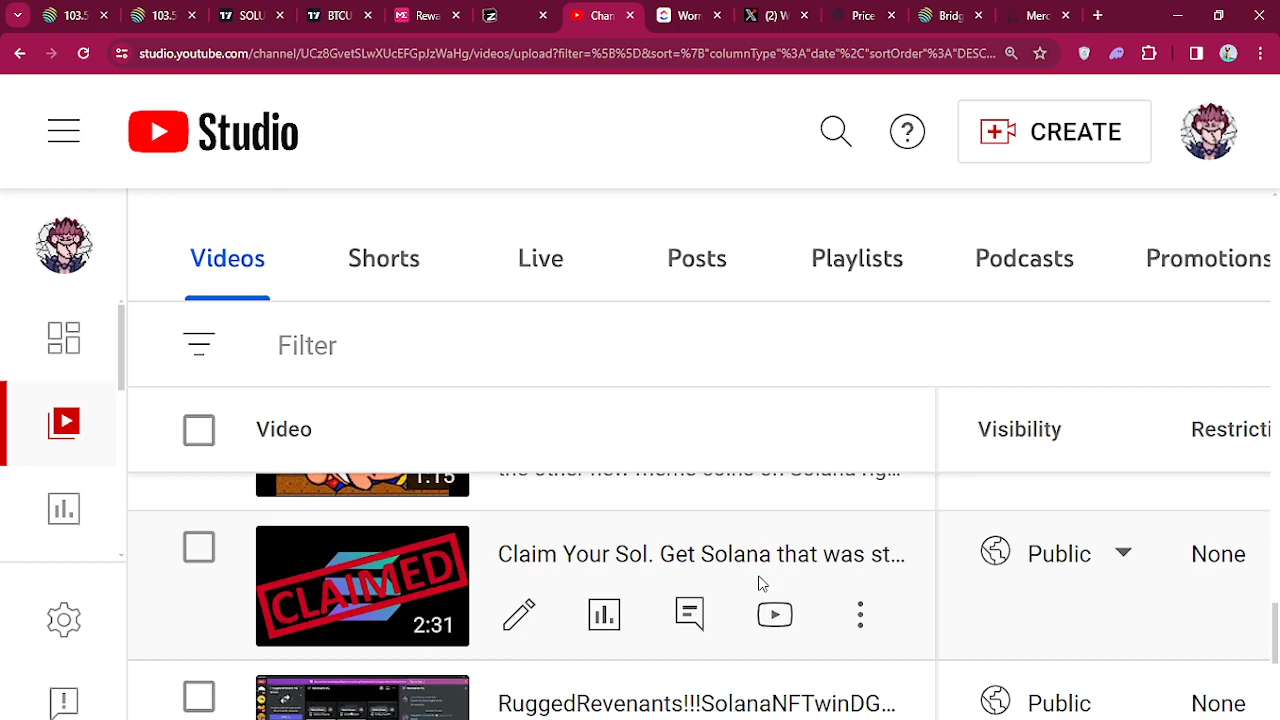 103.5
103.5
SOLU
BTCU
Rewa
Chan
Worr
(2) W
Price
Bridg
Merc
studio.youtube.com/channel/UCz8GvetSLwXUcEFGpJzWaHg/videos/upload?filter=%5B%5D&sort=%7B"columnType"%3A"date"%2C"sortOrder"%3A"DESC...
Studio
CREATE
Videos Shorts Live Posts Playlists Podcasts Promotions
Filter
Video Visibility Restricti
1:15
CLAIMED
2:31
Claim Your Sol. Get Solana that was st...
Public None
RuggedRevenants!!!SolanaNFTwinDG...
Public None